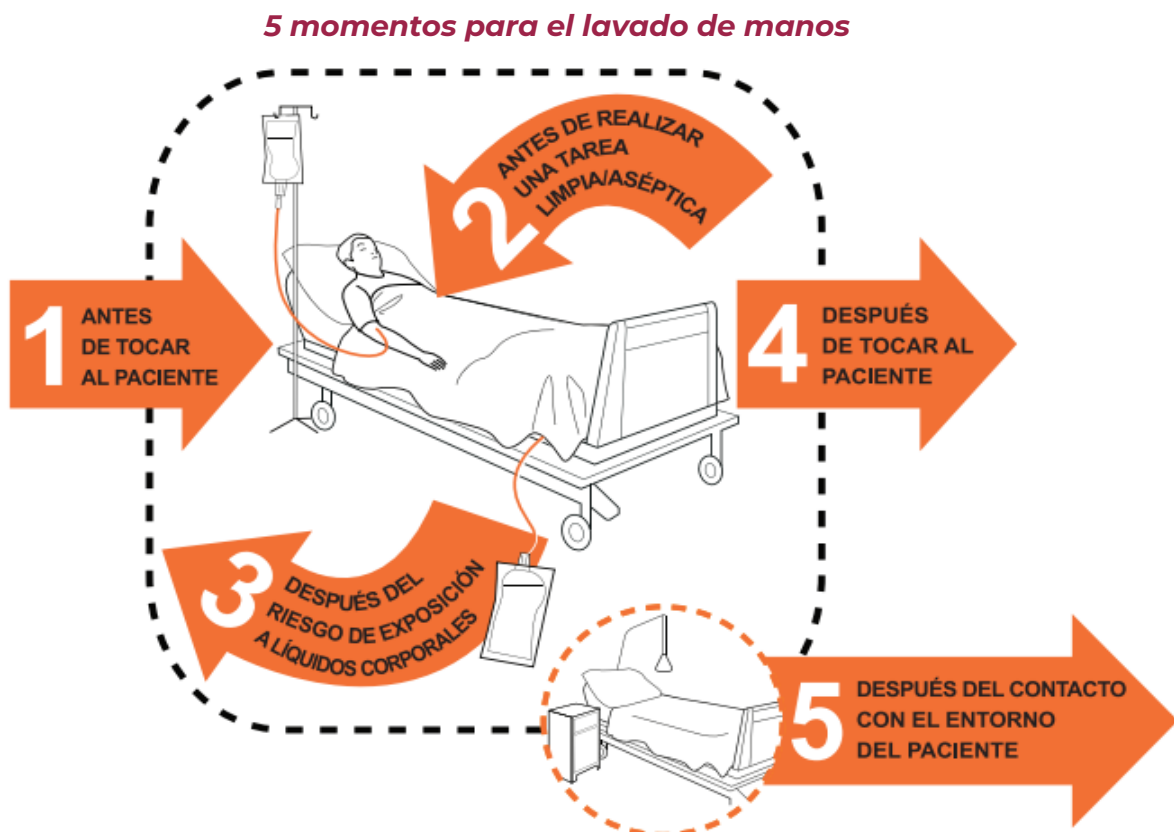 5 momentos para el lavado de manos
1
ANTES
DE TOCAR
AL PACIENTE
2
ANTES DE REALIZAR
UNA TAREA
LIMPIA/ASÉPTICA
3
DESPUÉS DEL
RIESGO DE EXPOSICIÓN
A LÍQUIDOS CORPORALES
4
DESPUÉS
DE TOCAR AL
PACIENTE
5
DESPUÉS DEL CONTACTO
CON EL ENTORNO
DEL PACIENTE